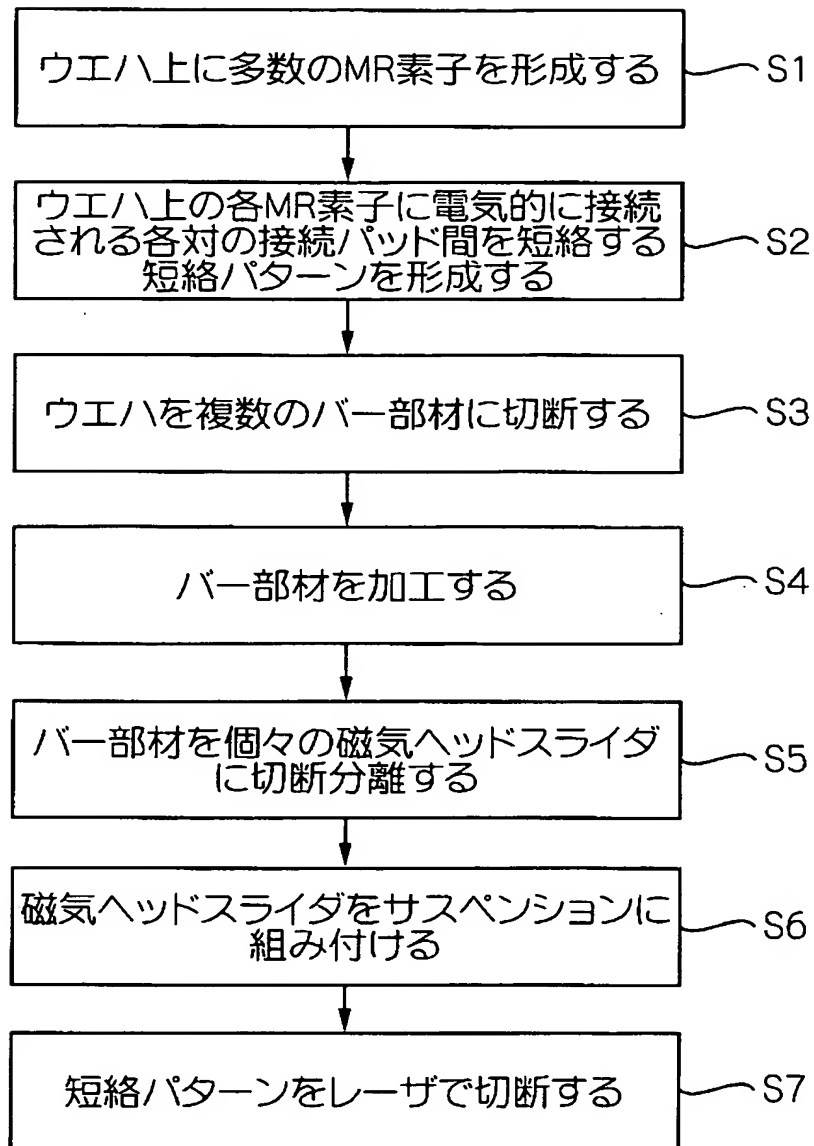 ウエハ上に多数のMR素子を形成する
S1
ウエハ上の各MR素子に電気的に接続
される各対の接続パッド間を短絡する
短絡パターンを形成する
S2
ウエハを複数のバー部材に切断する
S3
バー部材を加工する
S4
バー部材を個々の磁気ヘッドスライダ
に切断分離する
S5
磁気ヘッドスライダをサスペンションに
組み付ける
S6
短絡パターンをレーザで切断する
S7